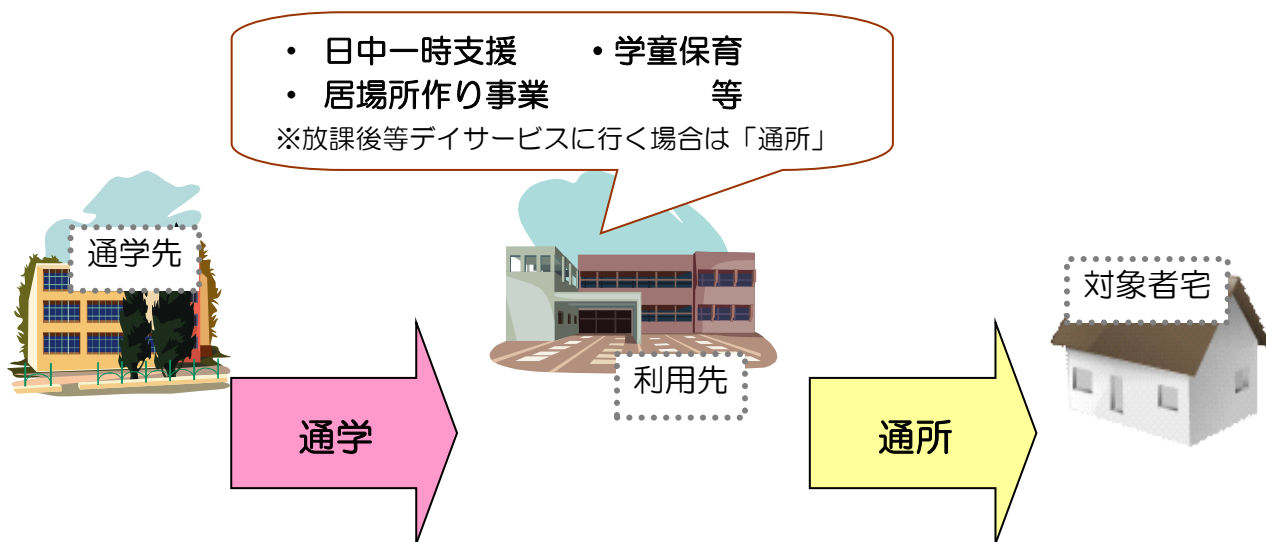 ・ 日中一時支援　　・学童保育
・ 居場所作り事業　　　　　等
※放課後等デイサービスに行く場合は「通所」
通学先
対象者宅
利用先
通学
通所